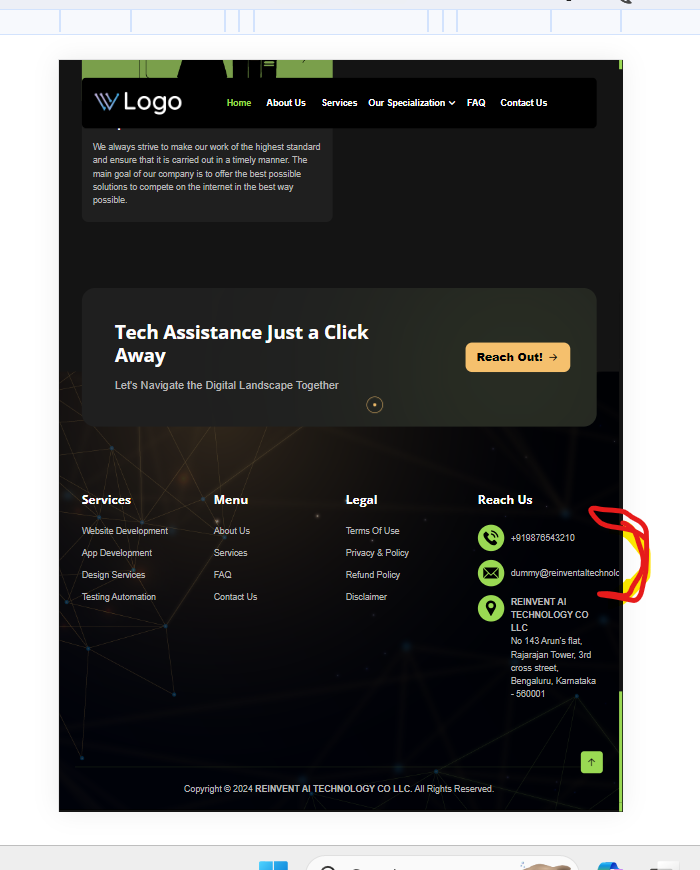 Logo
Home About Us Services Our Specialization FAQ Contact Us
We always strive to make our work of the highest standard
and ensure that it is carried out in a timely manner. The
main goal of our company is to offer the best possible
solutions to compete on the internet in the best way
possible.
Tech Assistance Just a Click
Away
Let's Navigate the Digital Landscape Together
Reach Out! →
Services
Website Development
App Development
Design Services
Testing Automation
Menu
About Us
Services
FAQ
Contact Us
Legal
Terms Of Use
Privacy & Policy
Refund Policy
Disclaimer
Reach Us
+919876543210
dummy@reinventaltechnolc
REINVENT AI
TECHNOLOGY CO
LLC
No 143 Arun's flat,
Rajarajan Tower, 3rd
cross street,
Bengaluru, Karnataka
- 560001
Copyright © 2024 REINVENT AI TECHNOLOGY CO LLC. All Rights Reserved.